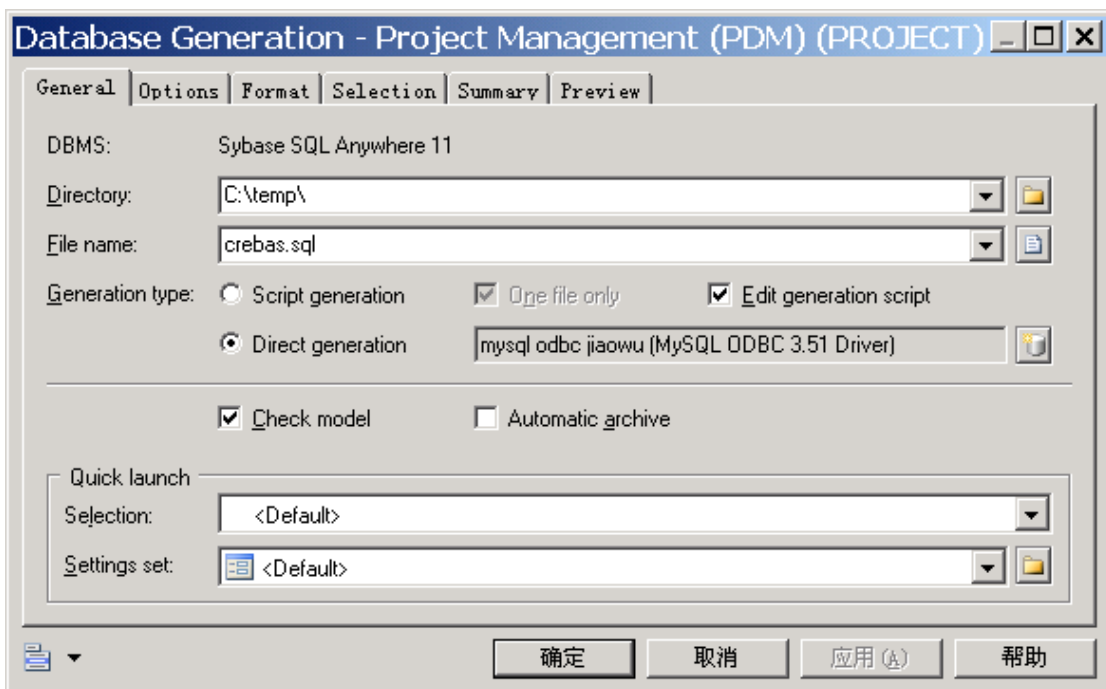 Database Generation - Project Management (PDM) (PROJECT)
General Options Format Selection Summary Preview
DBMS: Sybase SQL Anywhere 11
Directory: C:\temp\
File name: crebas.sql
Generation type: Script generation One file only Edit generation script
Direct generation mysql odbc jiaowu (MySQL ODBC 3.51 Driver)
Check model Automatic archive
Quick launch
Selection: <Default>
Settings set: <Default>
确定 取消 应用(A) 帮助